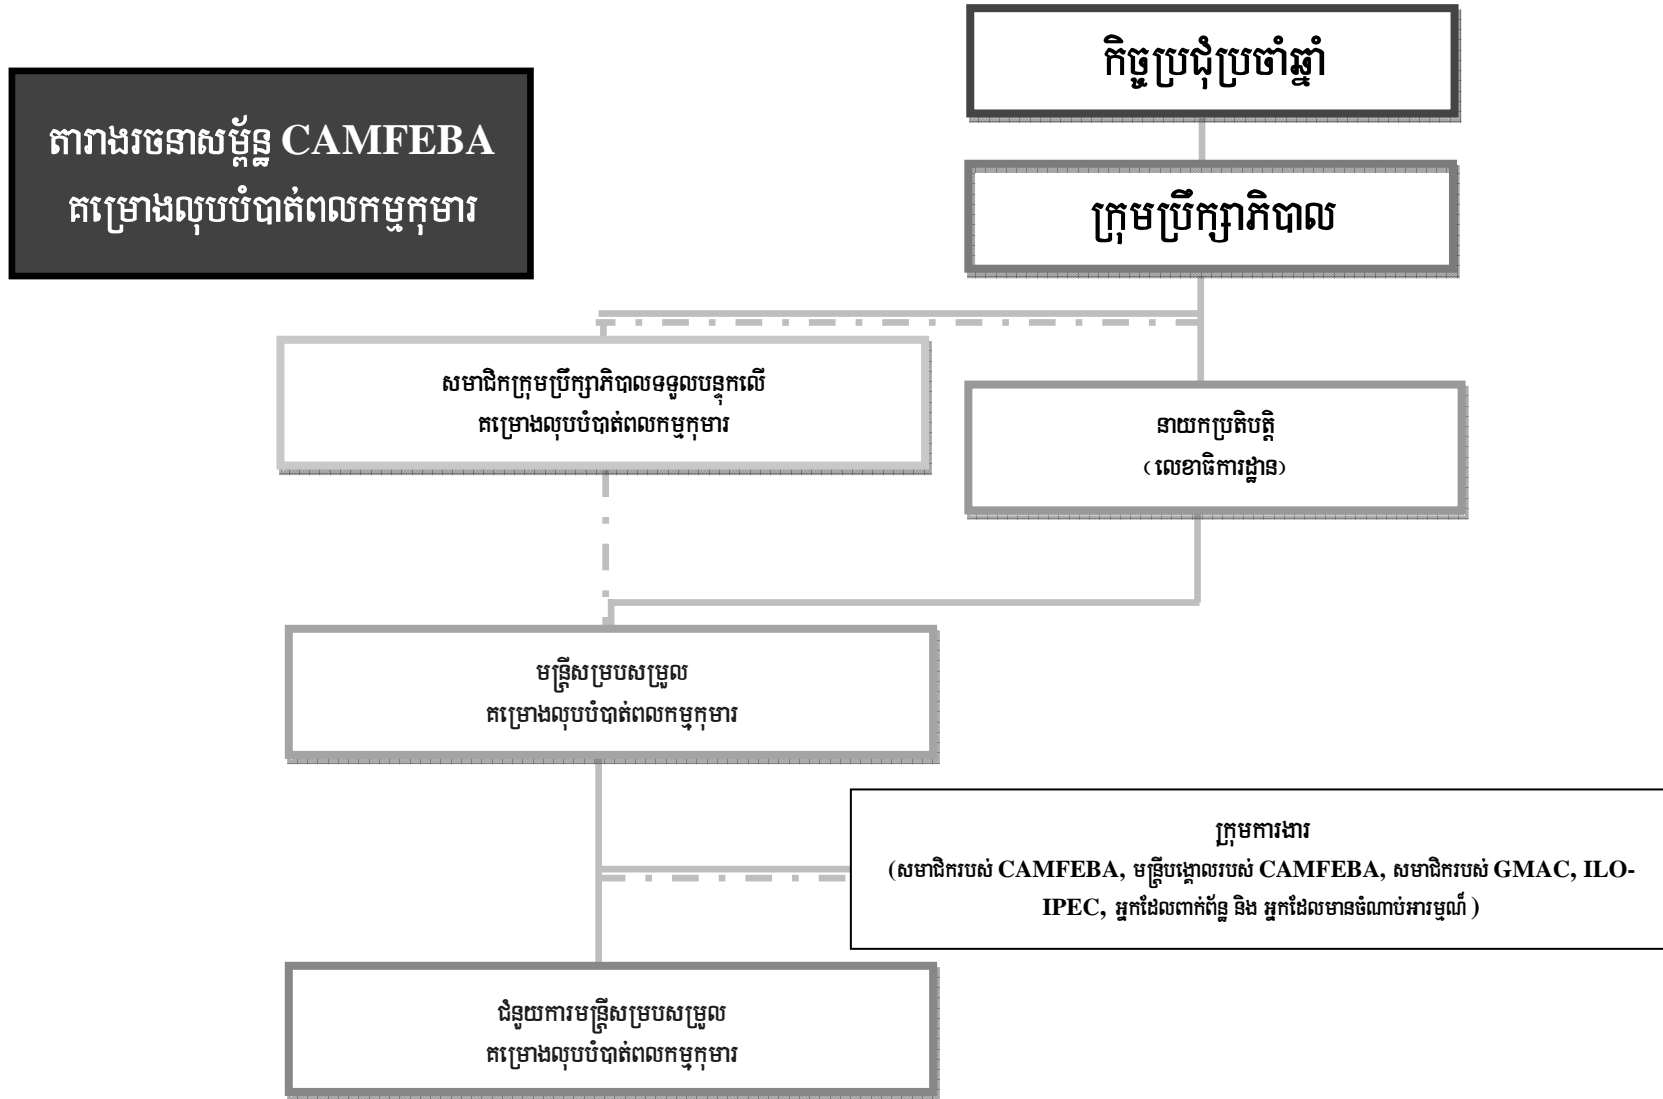 តារាងរចនាសម្ព័ន្ធ CAMFEBA
គម្រោងលុបបំបាត់ពលកម្មកុមារ
កិច្ចប្រជុំប្រចាំឆ្នាំ
ក្រុមប្រឹក្សាភិបាល
សមាជិកក្រុមប្រឹក្សាភិបាលទទួលបន្ទុកលើ
គម្រោងលុបបំបាត់ពលកម្មកុមារ
នាយកប្រតិបត្តិ
(លេខាធិការដ្ឋាន)
មន្ត្រីសម្របសម្រួល
គម្រោងលុបបំបាត់ពលកម្មកុមារ
ក្រុមការងារ
(សមាជិករបស់ CAMFEBA, មន្ត្រីបង្គោលរបស់ CAMFEBA, សមាជិករបស់ GMAC, ILO-
IPEC, អ្នកដែលពាក់ព័ន្ធ និង អ្នកដែលមានចំណាប់អារម្មណ៍ )
ជំនួយការមន្ត្រីសម្របសម្រួល
គម្រោងលុបបំបាត់ពលកម្មកុមារ